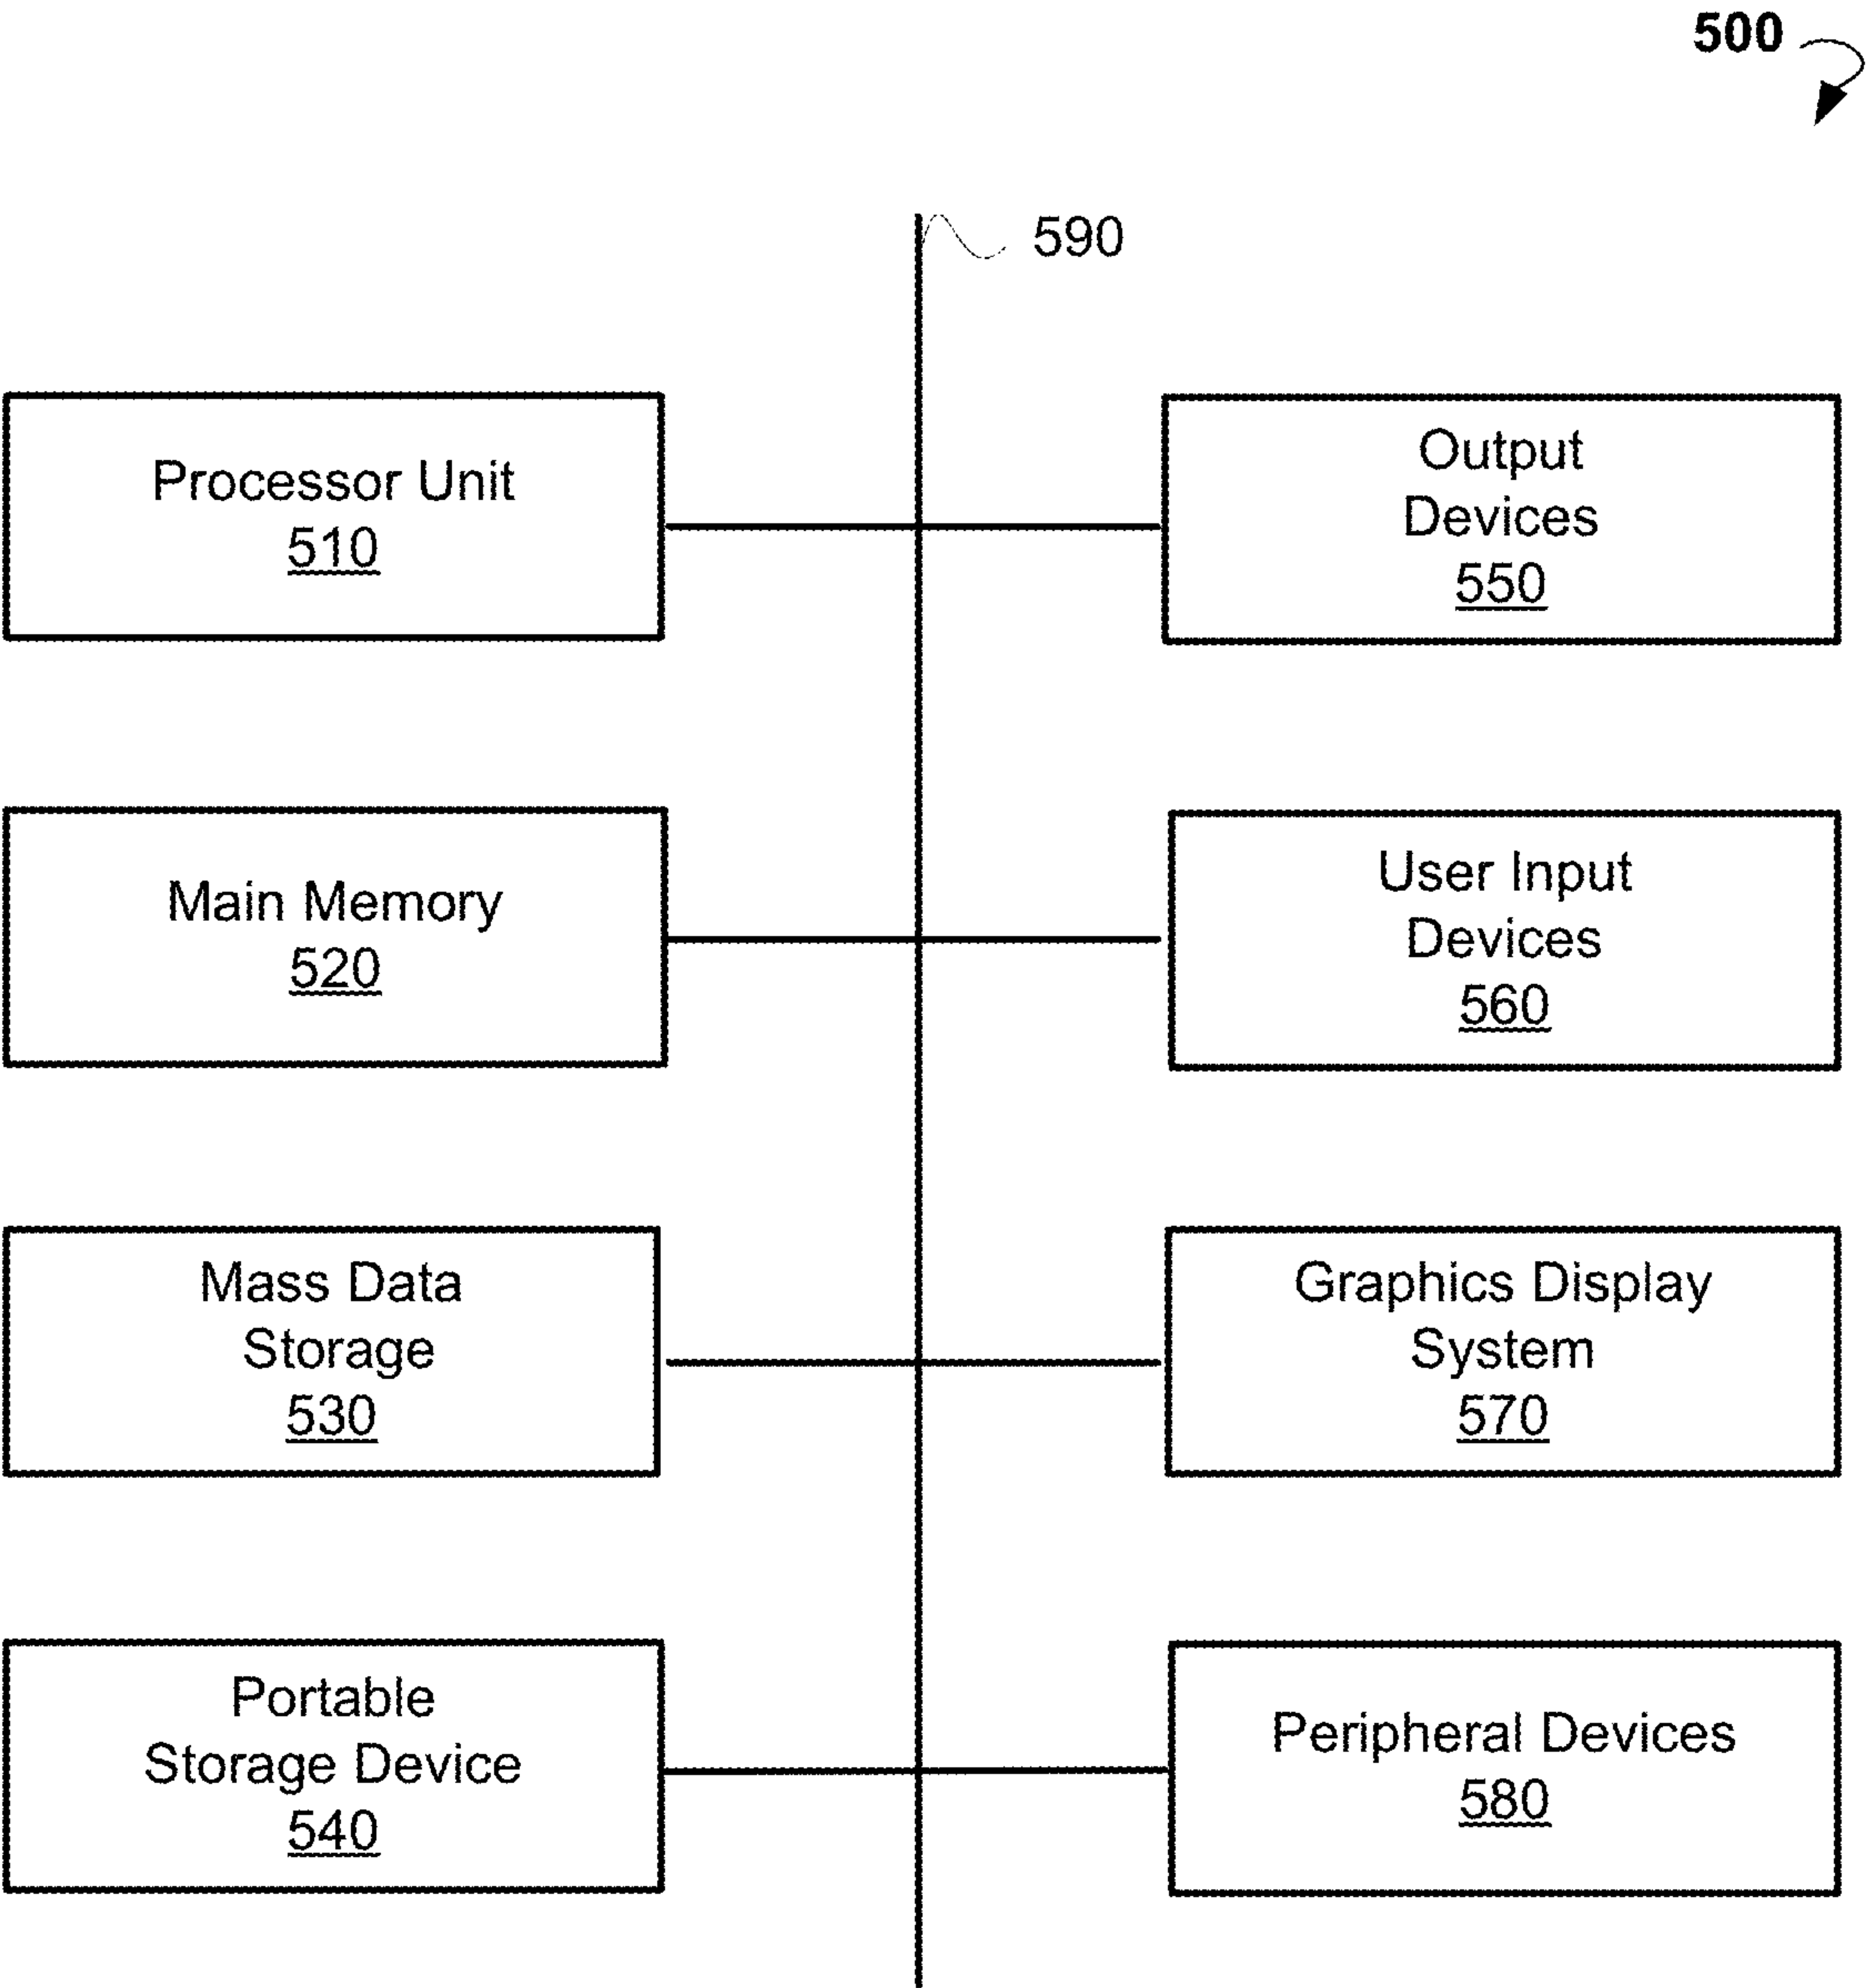 500
590
Processor Unit
510
Output
Devices
550
Main Memory
520
User Input
Devices
560
Mass Data
Storage
530
Graphics Display
System
570
Portable
Storage Device
540
Peripheral Devices
580